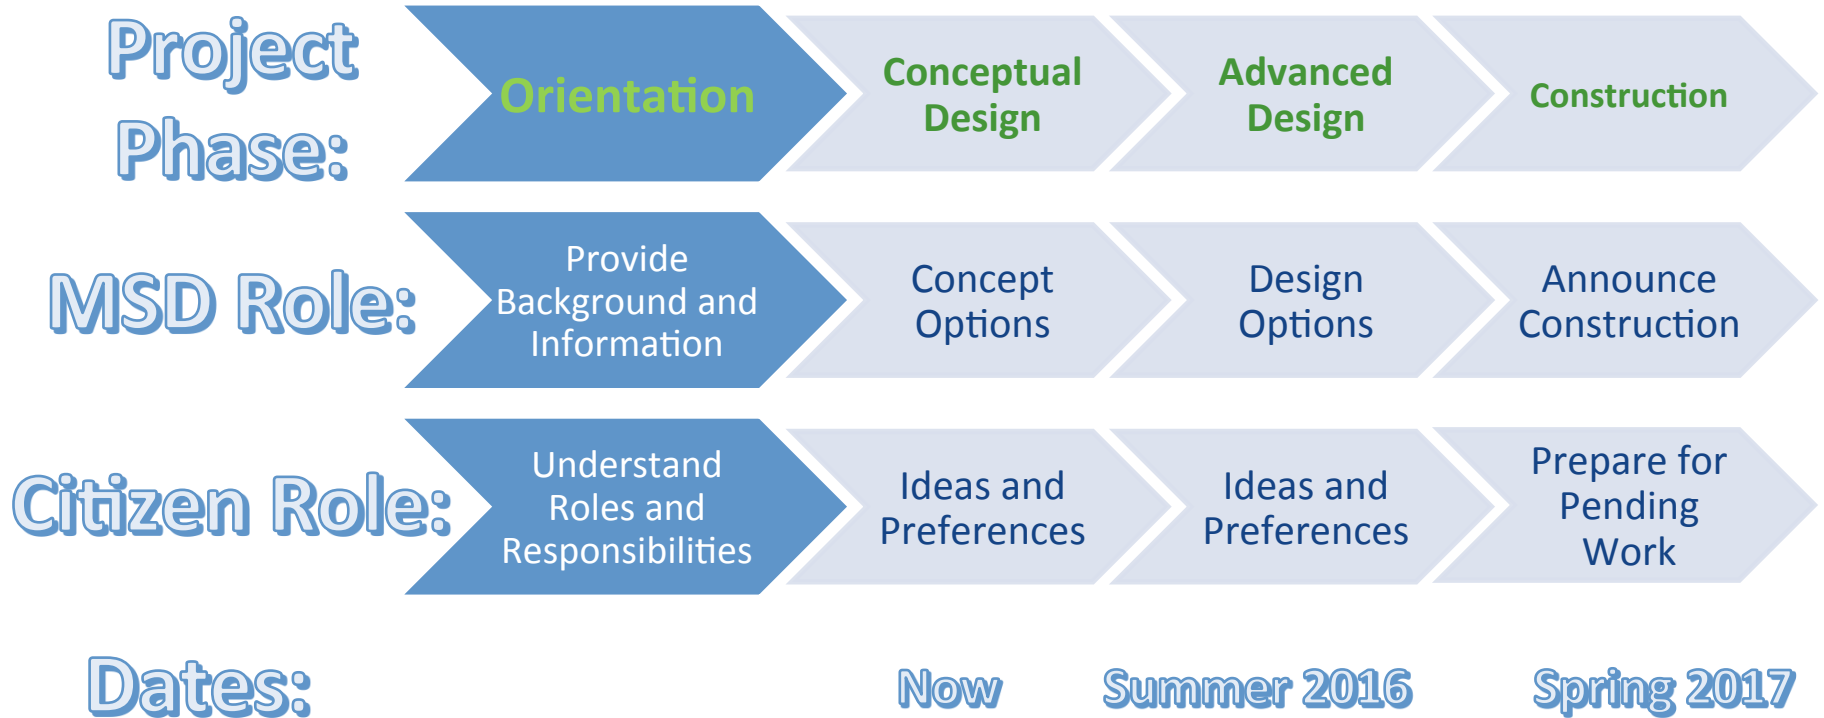 Project
Phase:
Orientation
Conceptual
Design
Advanced
Design
Construction
MSD Role:
Provide
Background and
Information
Concept
Options
Design
Options
Announce
Construction
Citizen Role:
Understand
Roles and
Responsibilities
Ideas and
Preferences
Ideas and
Preferences
Prepare for
Pending
Work
Dates:
Now
Summer 2016
Spring 2017